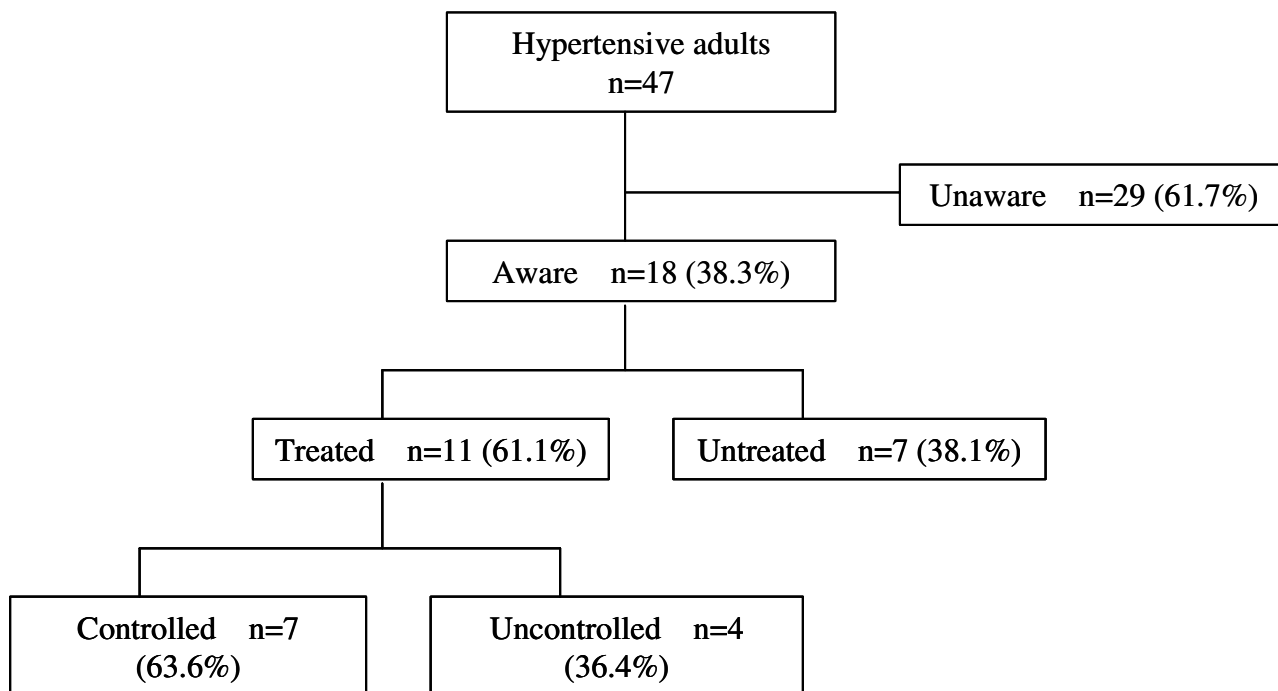 Hypertensive adults
n=47
Unaware n=29 (61.7%)
Aware n=18 (38.3%)
Treated n=11 (61.1%)
Untreated n=7 (38.1%)
Controlled n=7
(63.6%)
Uncontrolled n=4
(36.4%)